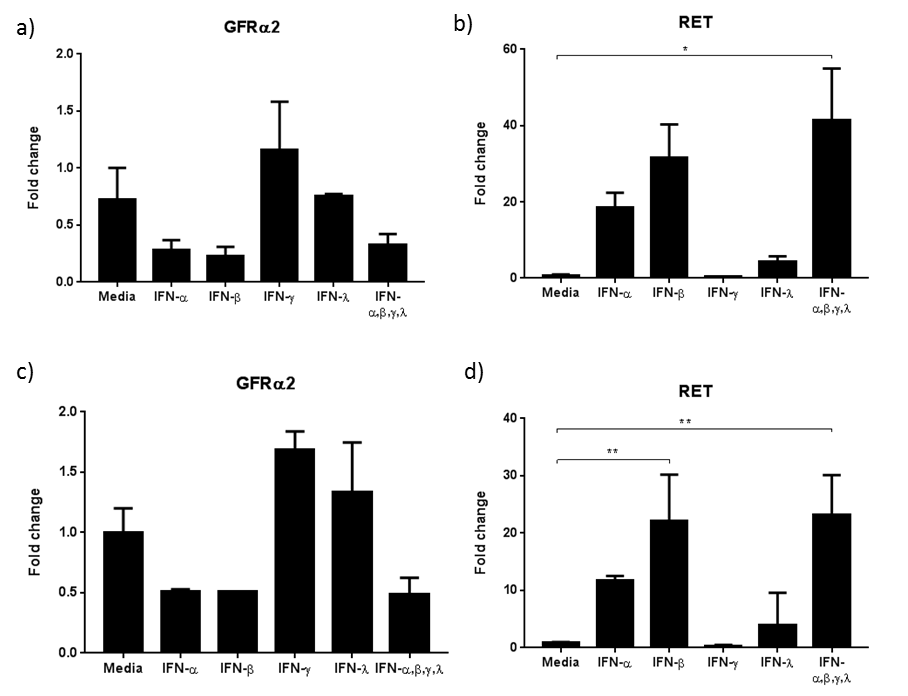 a)
GFRα2
Fold change
2.0
1.5
1.0
0.5
0.0
Media IFN-α IFN-β IFN-γ IFN-λ IFN-
α,β,γ,λ
b)
RET
Fold change
60
40
20
0
*
Media IFN-α IFN-β IFN-γ IFN-λ IFN-
α,β,γ,λ
c)
GFRα2
Fold change
2.0
1.5
1.0
0.5
0.0
Media IFN-α IFN-β IFN-γ IFN-λ IFN-α,β,γ,λ
d)
RET
Fold change
40
30
20
10
0
**
**
Media IFN-α IFN-β IFN-γ IFN-λ IFN-
α,β,γ,λ